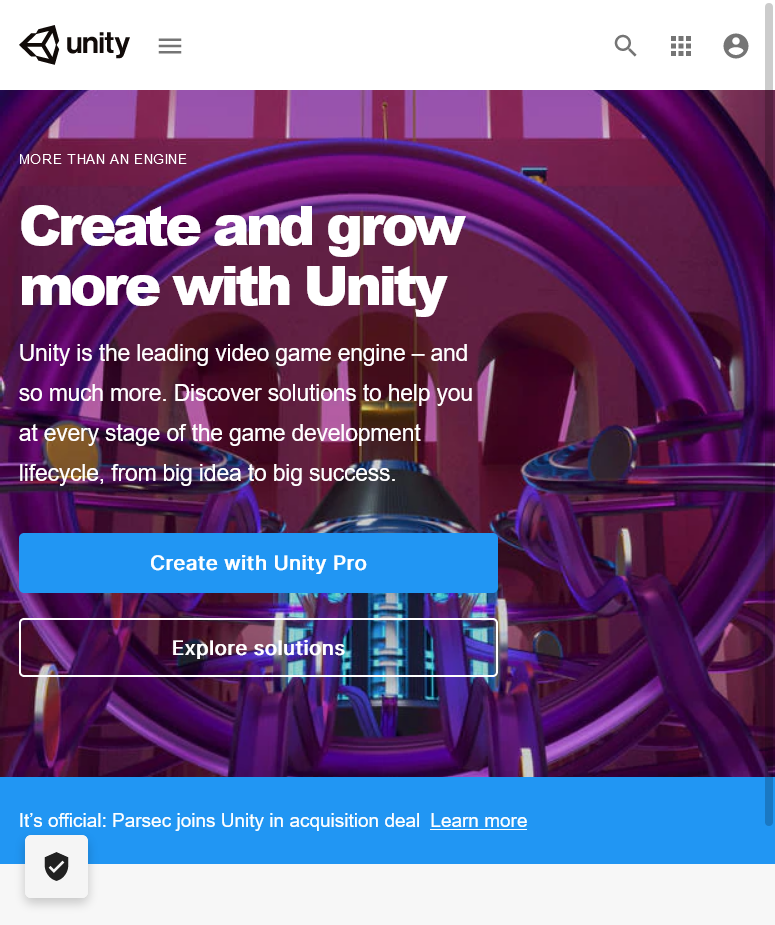 unity
MORE THAN AN ENGINE
Create and grow
more with Unity
Unity is the leading video game engine – and
so much more. Discover solutions to help you
at every stage of the game development
lifecycle, from big idea to big success.
Create with Unity Pro
Explore solutions
It's official: Parsec joins Unity in acquisition deal Learn more